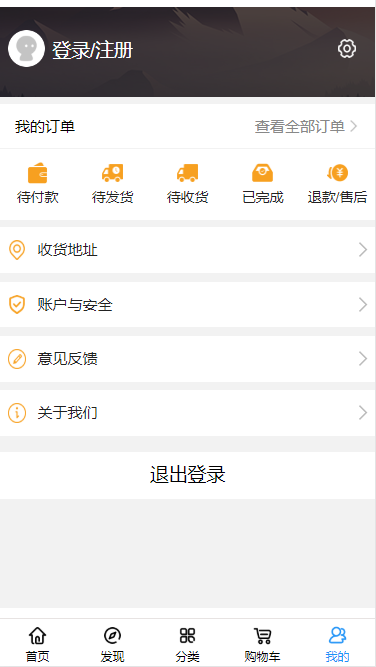 登录/注册
我的订单 查看全部订单
待付款 待发货 待收货 已完成 退款/售后
收货地址
账户与安全
意见反馈
关于我们
退出登录
首页 发现 分类 购物车 我的